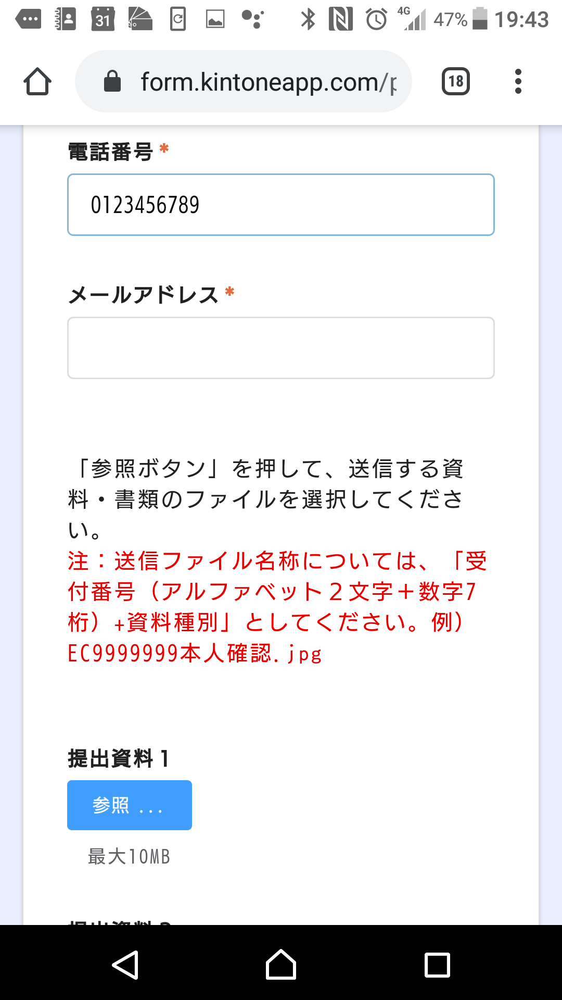 31
4G
47%
19:43
form.kintoneapp.com/p
18
電話番号*
0123456789
メールアドレス*
「参照ボタン」を押して、送信する資
料・書類のファイルを選択してくださ
い。
注：送信ファイル名称については、「受
付番号（アルファベット２文字＋数字7
桁）+資料種別」としてください。例）
EC9999999本人確認.jpg
提出資料１
参照 ...
最大10MB
提出資料２